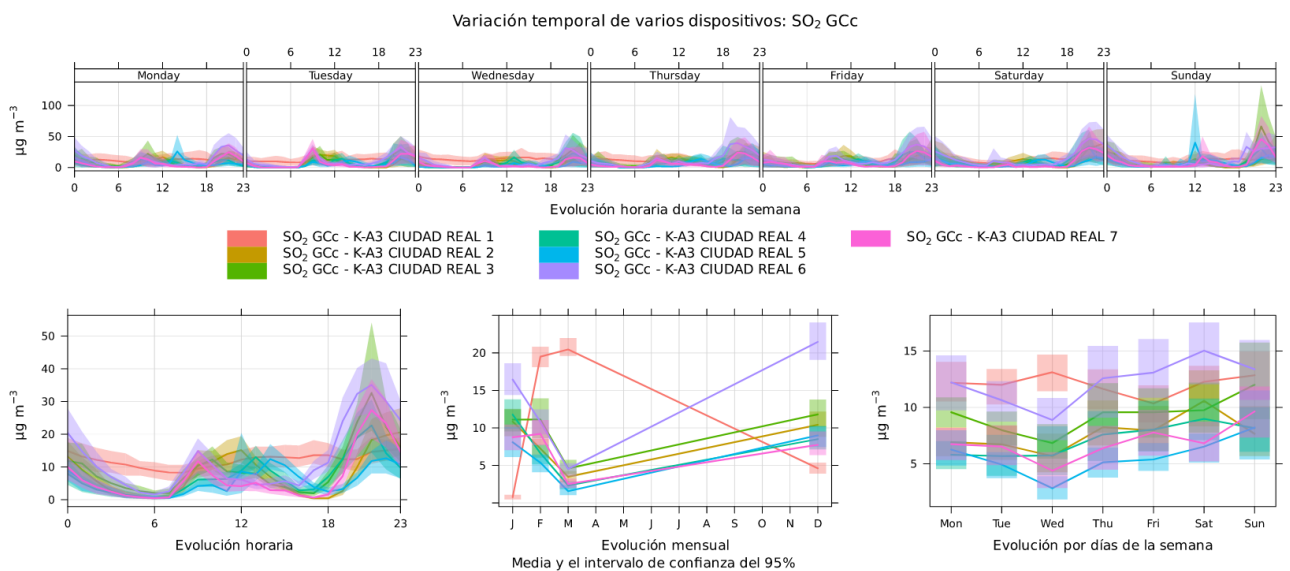 Variación temporal de varios dispositivos: SO₂ GCc
0 6 12 18 23 0 6 12 18 23 0 6 12 18 23
Monday Tuesday Wednesday Thursday Friday Saturday Sunday
µg m⁻³
100
50
0
0 6 12 18 23 0 6 12 18 23 0 6 12 18 23 0 6 12 18 23
Evolución horaria durante la semana
SO₂ GCc - K-A3 CIUDAD REAL 1
SO₂ GCc - K-A3 CIUDAD REAL 2
SO₂ GCc - K-A3 CIUDAD REAL 3
SO₂ GCc - K-A3 CIUDAD REAL 4
SO₂ GCc - K-A3 CIUDAD REAL 5
SO₂ GCc - K-A3 CIUDAD REAL 6
SO₂ GCc - K-A3 CIUDAD REAL 7
µg m⁻³
50
40
30
20
10
0
0 6 12 18 23
Evolución horaria
µg m⁻³
20
15
10
5
J F M A M J J A S O N D
Evolución mensual
Media y el intervalo de confianza del 95%
µg m⁻³
15
10
5
Mon Tue Wed Thu Fri Sat Sun
Evolución por días de la semana